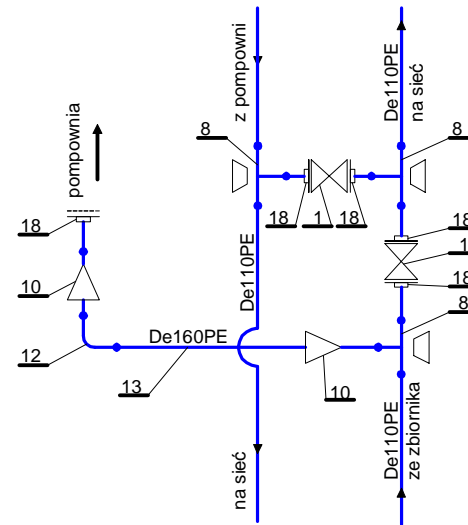 z pompowni
De110PE
na sieć
pompownia
8
8
18
1
18
18
18
1
10
De110PE
18
De160PE
8
12
13
10
na sieć
De110PE
ze zbiornika